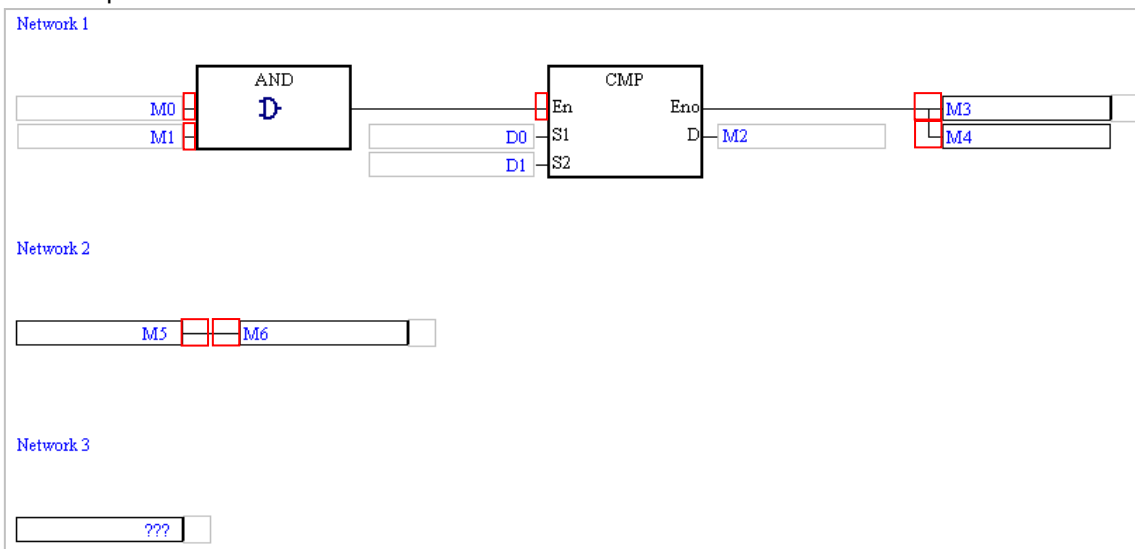 Network 1
AND CMP
M0 En Eno M3
M1 D0 S1 D M2 M4
D1 S2
Network 2
M5 M6
Network 3
???